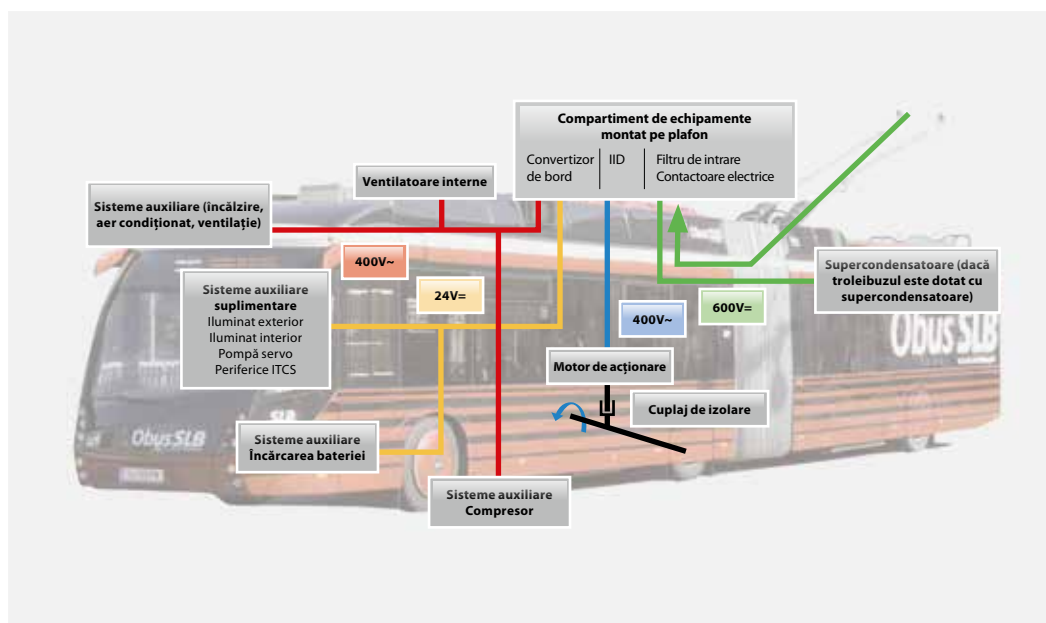 Compartiment de echipamente
montat pe plafon
Convertizor
de bord
IID
Filtru de intrare
Contactoare electrice
Ventilatoare interne
Sisteme auxiliare (încălzire,
aer condiționat, ventilație)
400V~
24V=
Sisteme auxiliare
suplimentare
Iluminat exterior
Iluminat interior
Pompă servo
Periferice ITCS
400V~
600V=
Supercondensatoare (dacă
troleibuzul este dotat cu
supercondensatoare)
Obus SLB
Motor de acționare
Cuplaj de izolare
SLB
Obus SLB
Sisteme auxiliare
Încărcarea bateriei
Sisteme auxiliare
Compresor